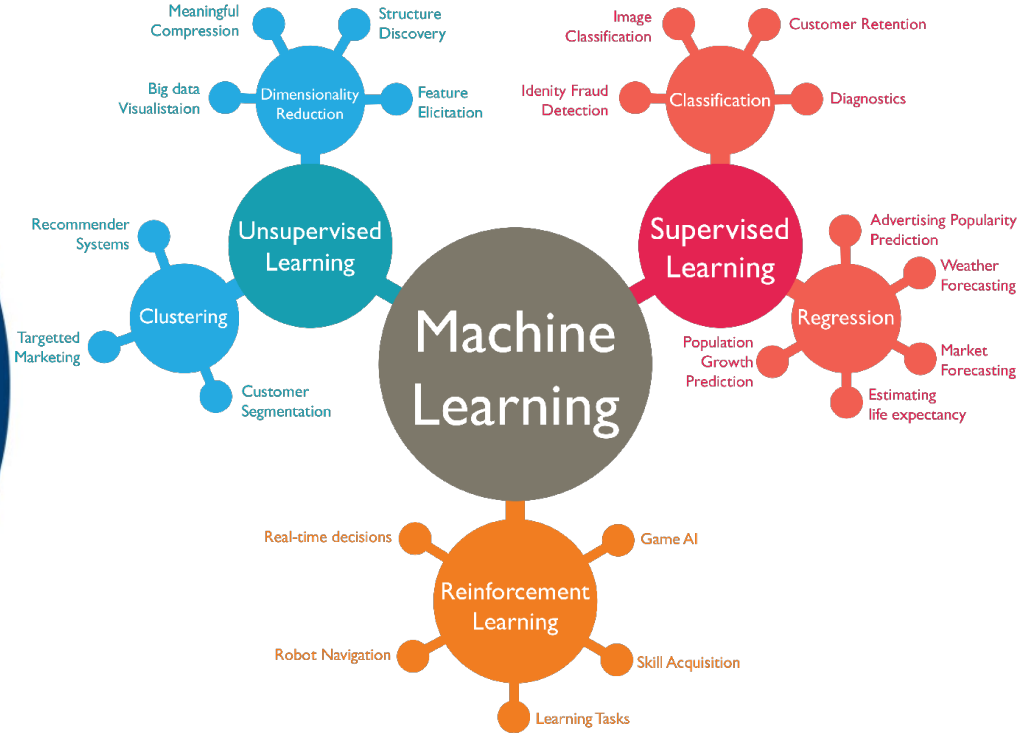 Meaningful
Compression
Structure
Discovery
Big data
Visualistaion
Dimensionality
Reduction
Feature
Elicitation
Image
Classification
Customer Retention
Idenity Fraud
Detection
Classification
Diagnostics
Unsupervised
Learning
Recommender
Systems
Clustering
Targetted
Marketing
Customer
Segmentation
Supervised
Learning
Advertising Popularity
Prediction
Weather
Forecasting
Regression
Population
Growth
Prediction
Market
Forecasting
Estimating
life expectancy
Machine
Learning
Real-time decisions
Game AI
Reinforcement
Learning
Robot Navigation
Skill Acquisition
Learning Tasks